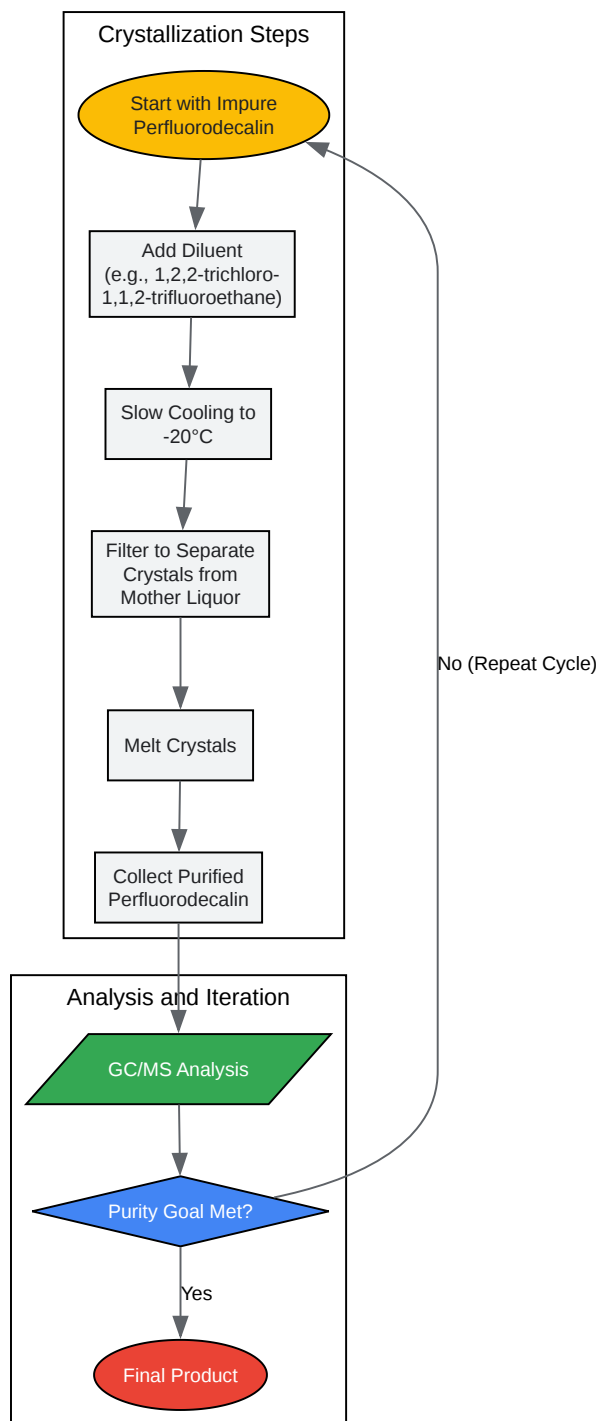 Crystallization Steps
Start with Impure
Perfluorodecalin
Add Diluent
(e.g., 1,2,2-trichloro-
1,1,2-trifluoroethane)
Slow Cooling to
-20°C
Filter to Separate
Crystals from
Mother Liquor
No (Repeat Cycle)
Melt Crystals
Collect Purified
Perfluorodecalin
Analysis and Iteration
GC/MS Analysis
Purity Goal Met?
Yes
Final Product